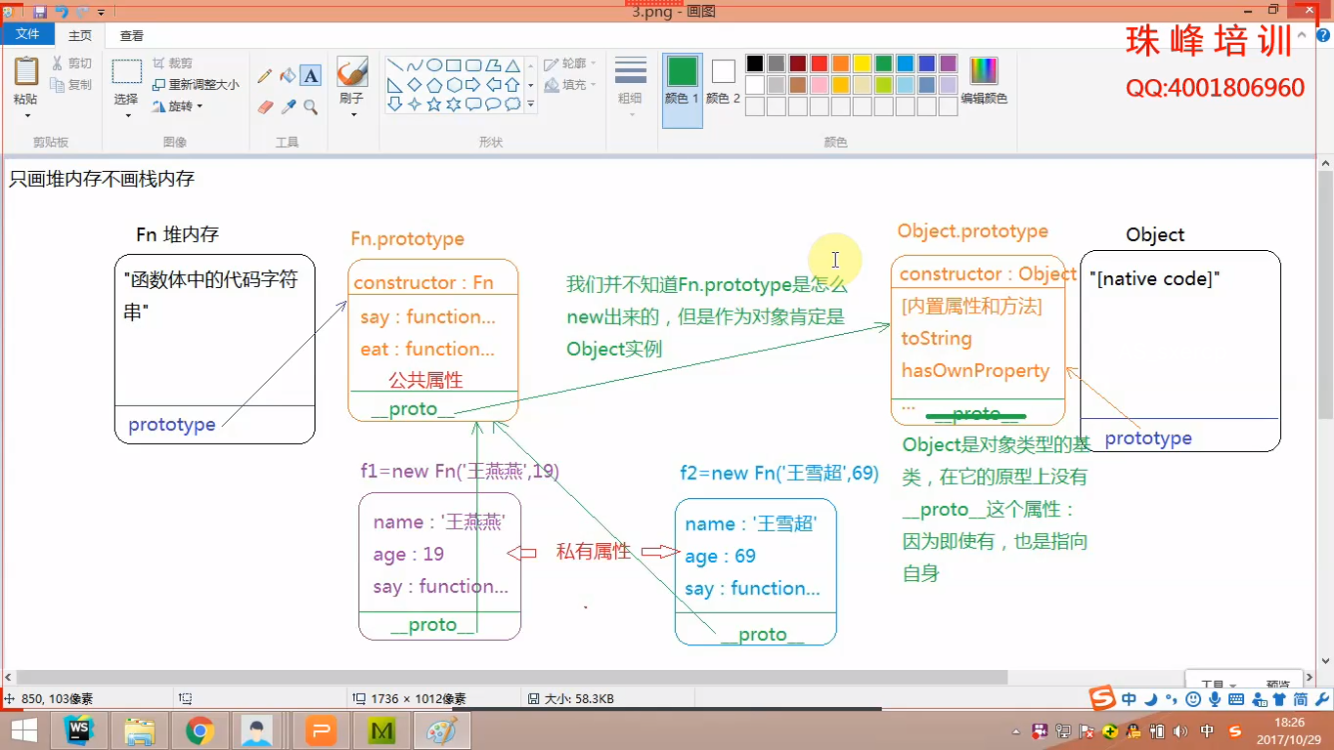 3.png - 画图
文件
主页
查看
珠峰培训
QQ:4001806960
粘贴
剪切
复制
剪贴板
选择
裁剪
重新调整大小
旋转
图像
A
工具
刷子
形状
轮廓
填充
粗细
颜色 1
颜色 2
编辑颜色
颜色
只画堆内存不画栈内存
Fn 堆内存
"函数体中的代码字符
串"
prototype
Fn.prototype
constructor : Fn
say : function...
eat : function...
公共属性
__proto__
我们并不知道Fn.prototype是怎么
new出来的，但是作为对象肯定是
Object实例
Object.prototype
constructor : Object
[内置属性和方法]
toString
hasOwnProperty
...
__proto__
Object
"[native code]"
prototype
Object是对象类型的基
类，在它的原型上没有
__proto__这个属性：
因为即使有，也是指向
自身
f1=new Fn('王燕燕',19)
name : '王燕燕'
age : 19
say : function...
__proto__
私有属性
f2=new Fn('王雪超',69)
name : '王雪超'
age : 69
say : function...
__proto__
工具
预览
850, 103像素
1736 × 1012像素
大小: 58.3KB
中
简
WS
P
M
中
18:26
2017/10/29